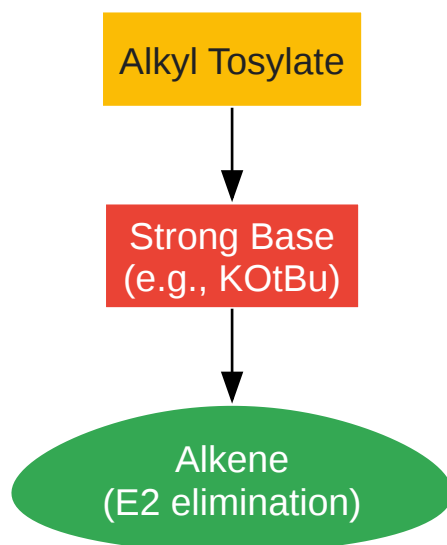 Alkyl Tosylate
Strong Base
(e.g., KOtBu)
Alkene
(E2 elimination)